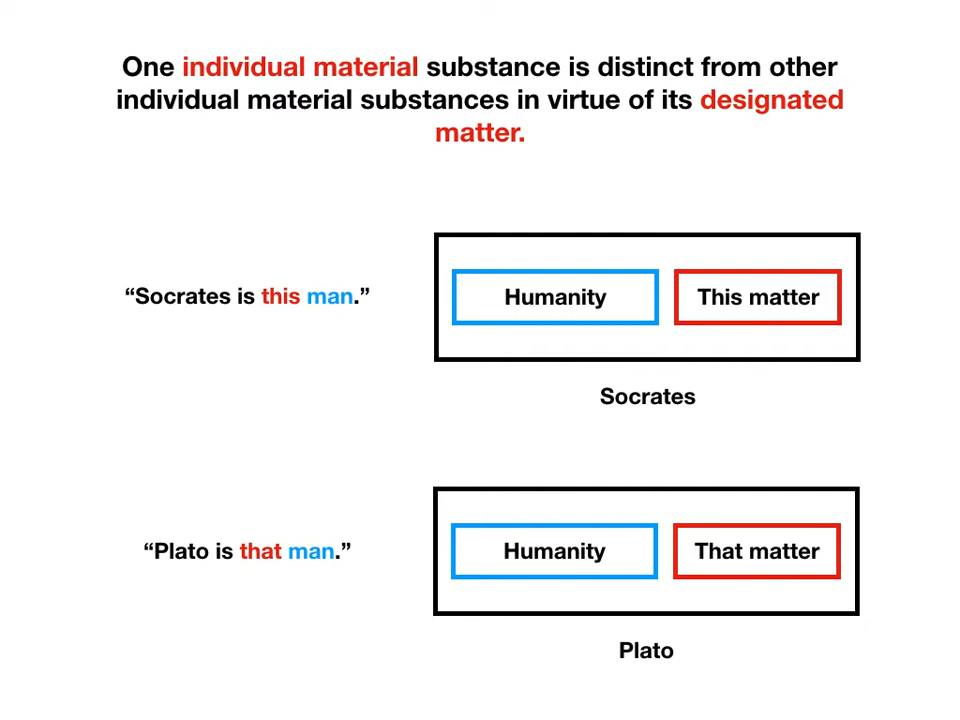 One individual material substance is distinct from other
individual material substances in virtue of its designated
matter.
“Socrates is this man.”
Humanity
This matter
Socrates
“Plato is that man.”
Humanity
That matter
Plato